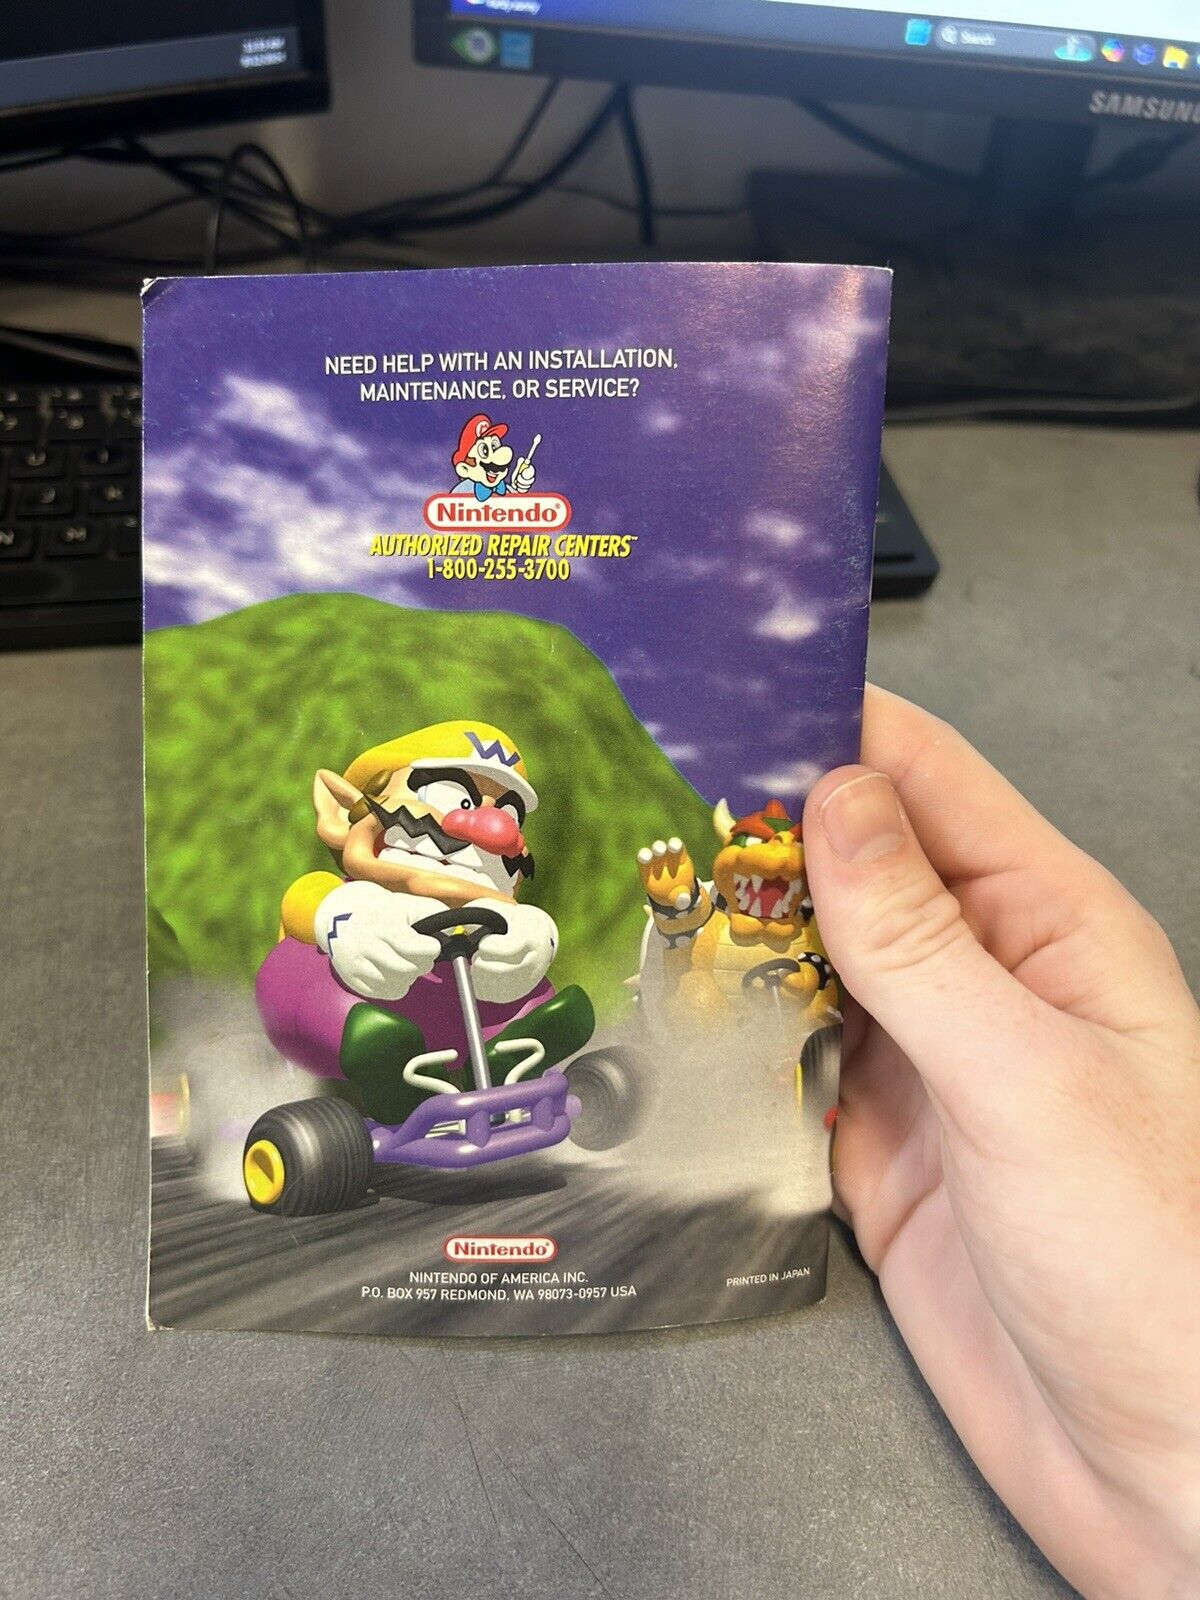 Search
SAMSUNG
NEED HELP WITH AN INSTALLATION,
MAINTENANCE, OR SERVICE?
Nintendo®
AUTHORIZED REPAIR CENTERS™
1-800-255-3700
W
Nintendo®
NINTENDO OF AMERICA INC.
P.O. BOX 957 REDMOND, WA 98073-0957 USA
PRINTED IN JAPAN